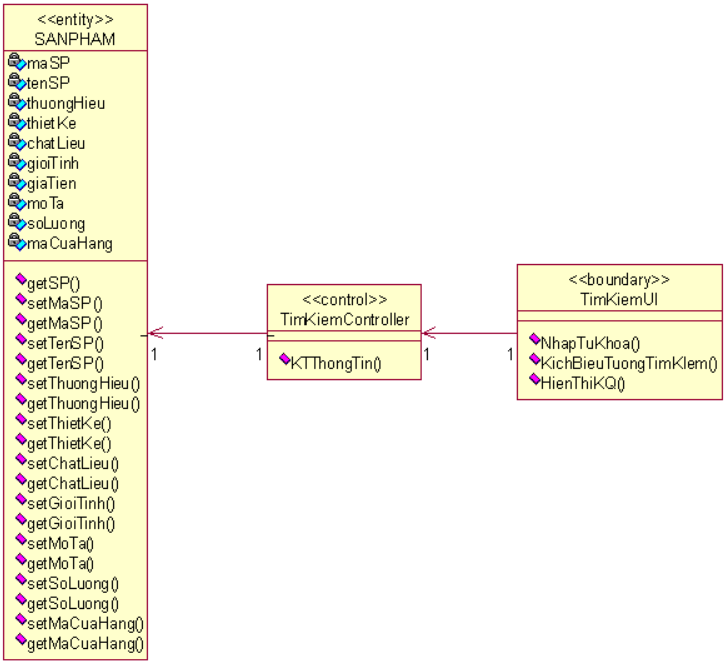 <<entity>>
SANPHAM
maSP
tenSP
thuongHieu
thietKe
chatLieu
gioiTinh
giaTien
moTa
soLuong
maCuaHang
getSP()
setMaSP()
getMaSP()
setTenSP()
getTenSP()
setThuongHieu()
getThuongHieu()
setThietKe()
getThietKe()
setChatLieu()
getChatLieu()
setGioiTinh()
getGioiTinh()
setMoTa()
getMoTa()
setSoLuong()
getSoLuong()
setMaCuaHang()
getMaCuaHang()
1
1
<<control>>
TimKiemController
KTThongTin()
1
1
<<boundary>>
TimKiemUI
NhapTuKhoa()
KichBieuTuongTimKIem()
HienThiKQ()